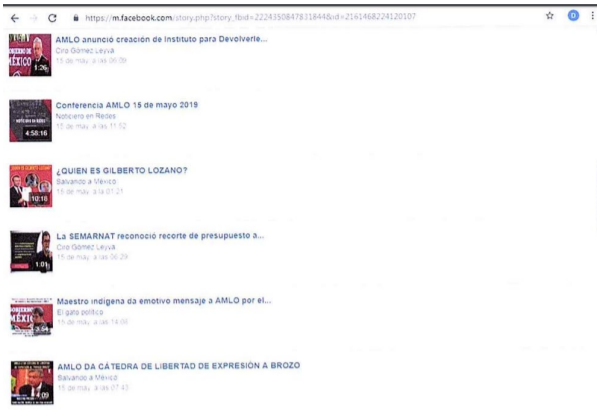 https://m.facebook.com/story.php?story_fbid=2224350847831844&id=2161468224120107
AMLO anunció creación de Instituto para Devolverle...
Ciro Gómez Leyva
15 de may. a las 06:09
1:26
Conferencia AMLO 15 de mayo 2019
Noticiero en Redes
15 de may. a las 11:52
4:58:16
¿QUIEN ES GILBERTO LOZANO?
Salvando a México
15 de may. a la 01:21
10:18
La SEMARNAT reconoció recorte de presupuesto a...
Ciro Gómez Leyva
15 de may. a las 06:29
1:01
Maestro indígena da emotivo mensaje a AMLO por el...
El gato político
15 de may. a las 14:06
AMLO DA CÁTEDRA DE LIBERTAD DE EXPRESIÓN A BROZO
Salvando a México
15 de may. a las 07:43
4:09